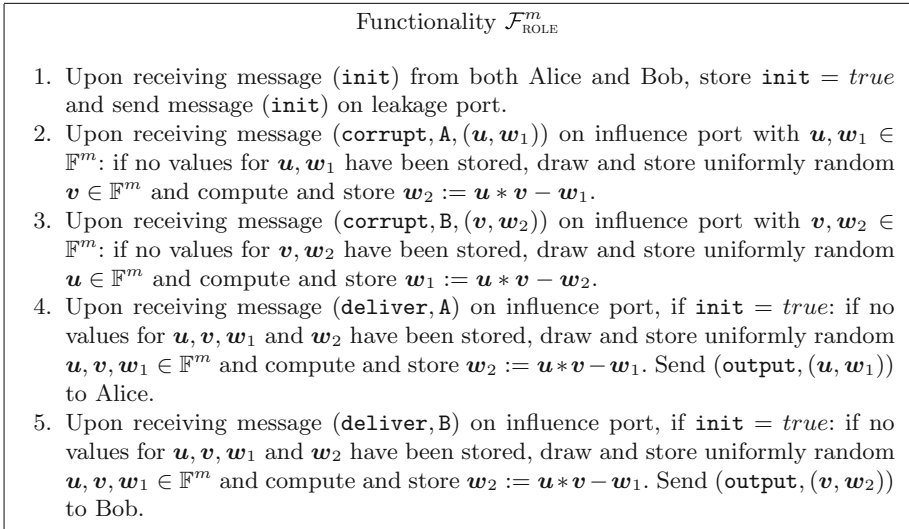 Functionality 𝓕ᵐ_ROLE
1. Upon receiving message (init) from both Alice and Bob, store init = true
and send message (init) on leakage port.
2. Upon receiving message (corrupt, A, (𝒖, 𝒘₁)) on influence port with 𝒖, 𝒘₁ ∈
𝔽ᵐ: if no values for 𝒖, 𝒘₁ have been stored, draw and store uniformly random
𝒗 ∈ 𝔽ᵐ and compute and store 𝒘₂ := 𝒖 ∗ 𝒗 − 𝒘₁.
3. Upon receiving message (corrupt, B, (𝒗, 𝒘₂)) on influence port with 𝒗, 𝒘₂ ∈
𝔽ᵐ: if no values for 𝒗, 𝒘₂ have been stored, draw and store uniformly random
𝒖 ∈ 𝔽ᵐ and compute and store 𝒘₁ := 𝒖 ∗ 𝒗 − 𝒘₂.
4. Upon receiving message (deliver, A) on influence port, if init = true: if no
values for 𝒖, 𝒗, 𝒘₁ and 𝒘₂ have been stored, draw and store uniformly random
𝒖, 𝒗, 𝒘₁ ∈ 𝔽ᵐ and compute and store 𝒘₂ := 𝒖∗𝒗−𝒘₁. Send (output, (𝒖, 𝒘₁))
to Alice.
5. Upon receiving message (deliver, B) on influence port, if init = true: if no
values for 𝒖, 𝒗, 𝒘₁ and 𝒘₂ have been stored, draw and store uniformly random
𝒖, 𝒗, 𝒘₁ ∈ 𝔽ᵐ and compute and store 𝒘₂ := 𝒖∗𝒗−𝒘₁. Send (output, (𝒗, 𝒘₂))
to Bob.